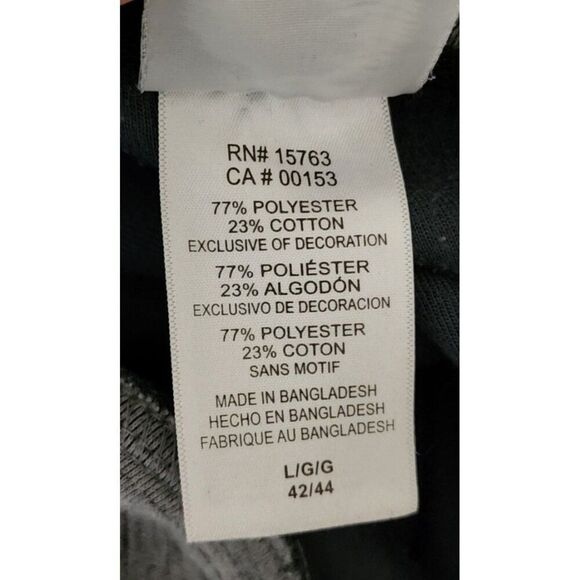 RN# 15763
CA # 00153
77% POLYESTER
23% COTTON
EXCLUSIVE OF DECORATION
77% POLIÉSTER
23% ALGODÓN
EXCLUSIVO DE DECORACION
77% POLYESTER
23% COTON
SANS MOTIF
MADE IN BANGLADESH
HECHO EN BANGLADESH
FABRIQUE AU BANGLADESH
L/G/G
42/44